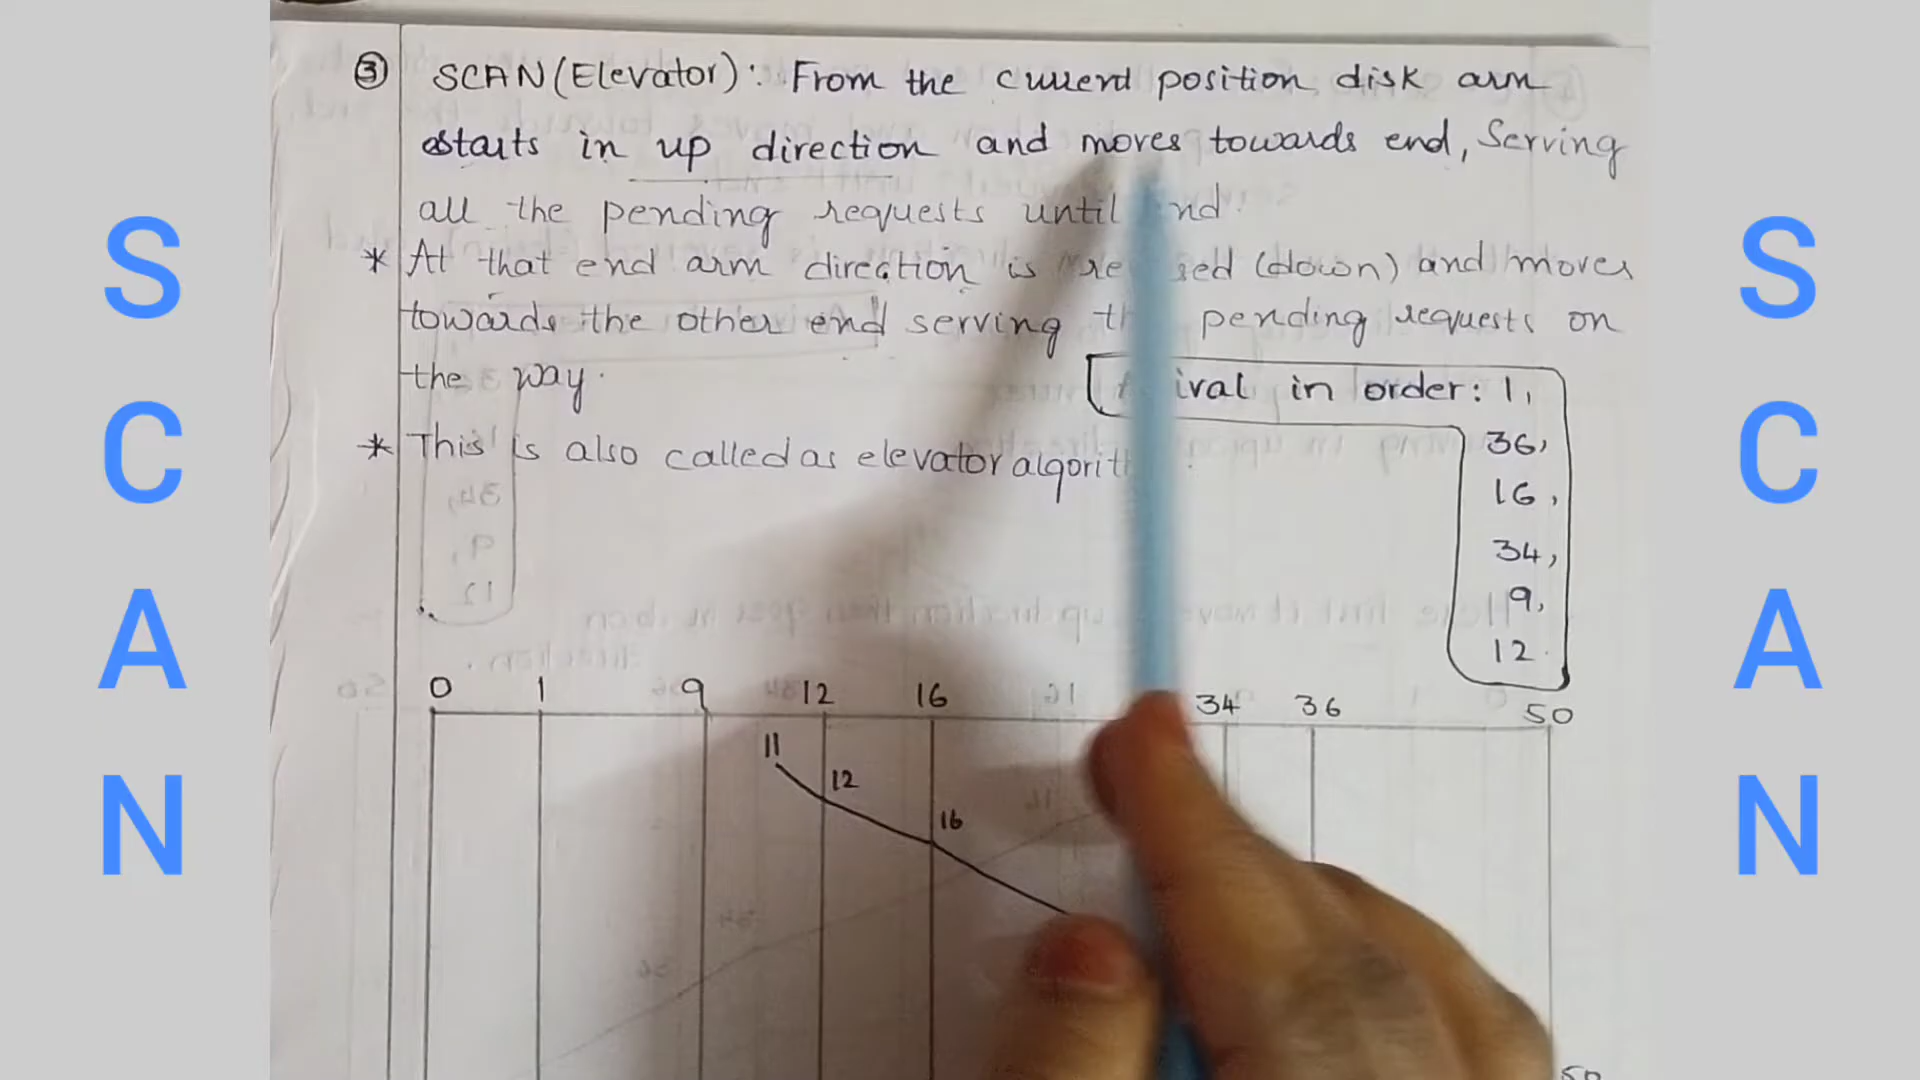 ③ SCAN (Elevator): From the current position disk arm
starts in up direction and moves towards end, Serving
all the pending requests until
* At that end arm direction is (down) and moves
towards the other end serving pending requests on
the way.
Arrival in order: 1,
36,
* This is also called as elevator
16,
34,
9,
12.
0 1 9 12 16 34 36 50
11
12
16
50
S
C
A
N
S
C
A
N